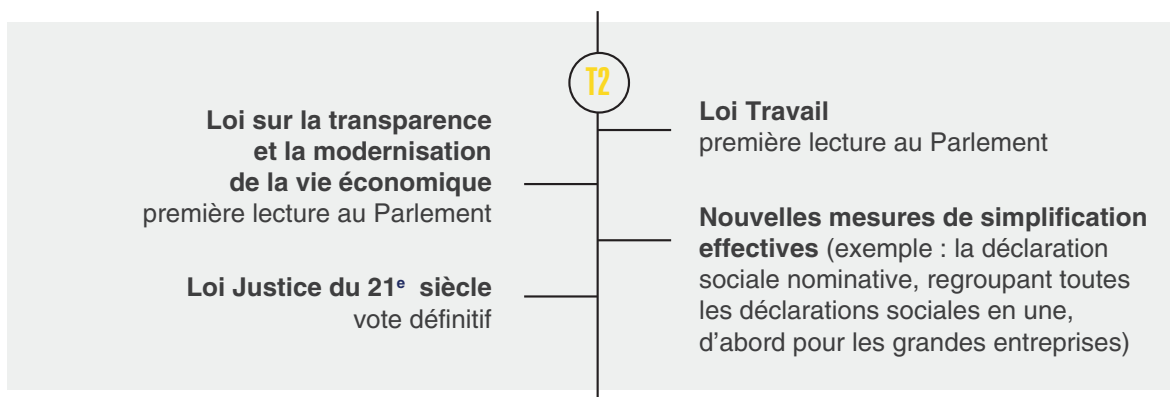 T2
Loi sur la transparence
et la modernisation
de la vie économique
première lecture au Parlement
Loi Justice du 21e siècle
vote définitif
Loi Travail
première lecture au Parlement
Nouvelles mesures de simplification
effectives (exemple : la déclaration
sociale nominative, regroupant toutes
les déclarations sociales en une,
d’abord pour les grandes entreprises)